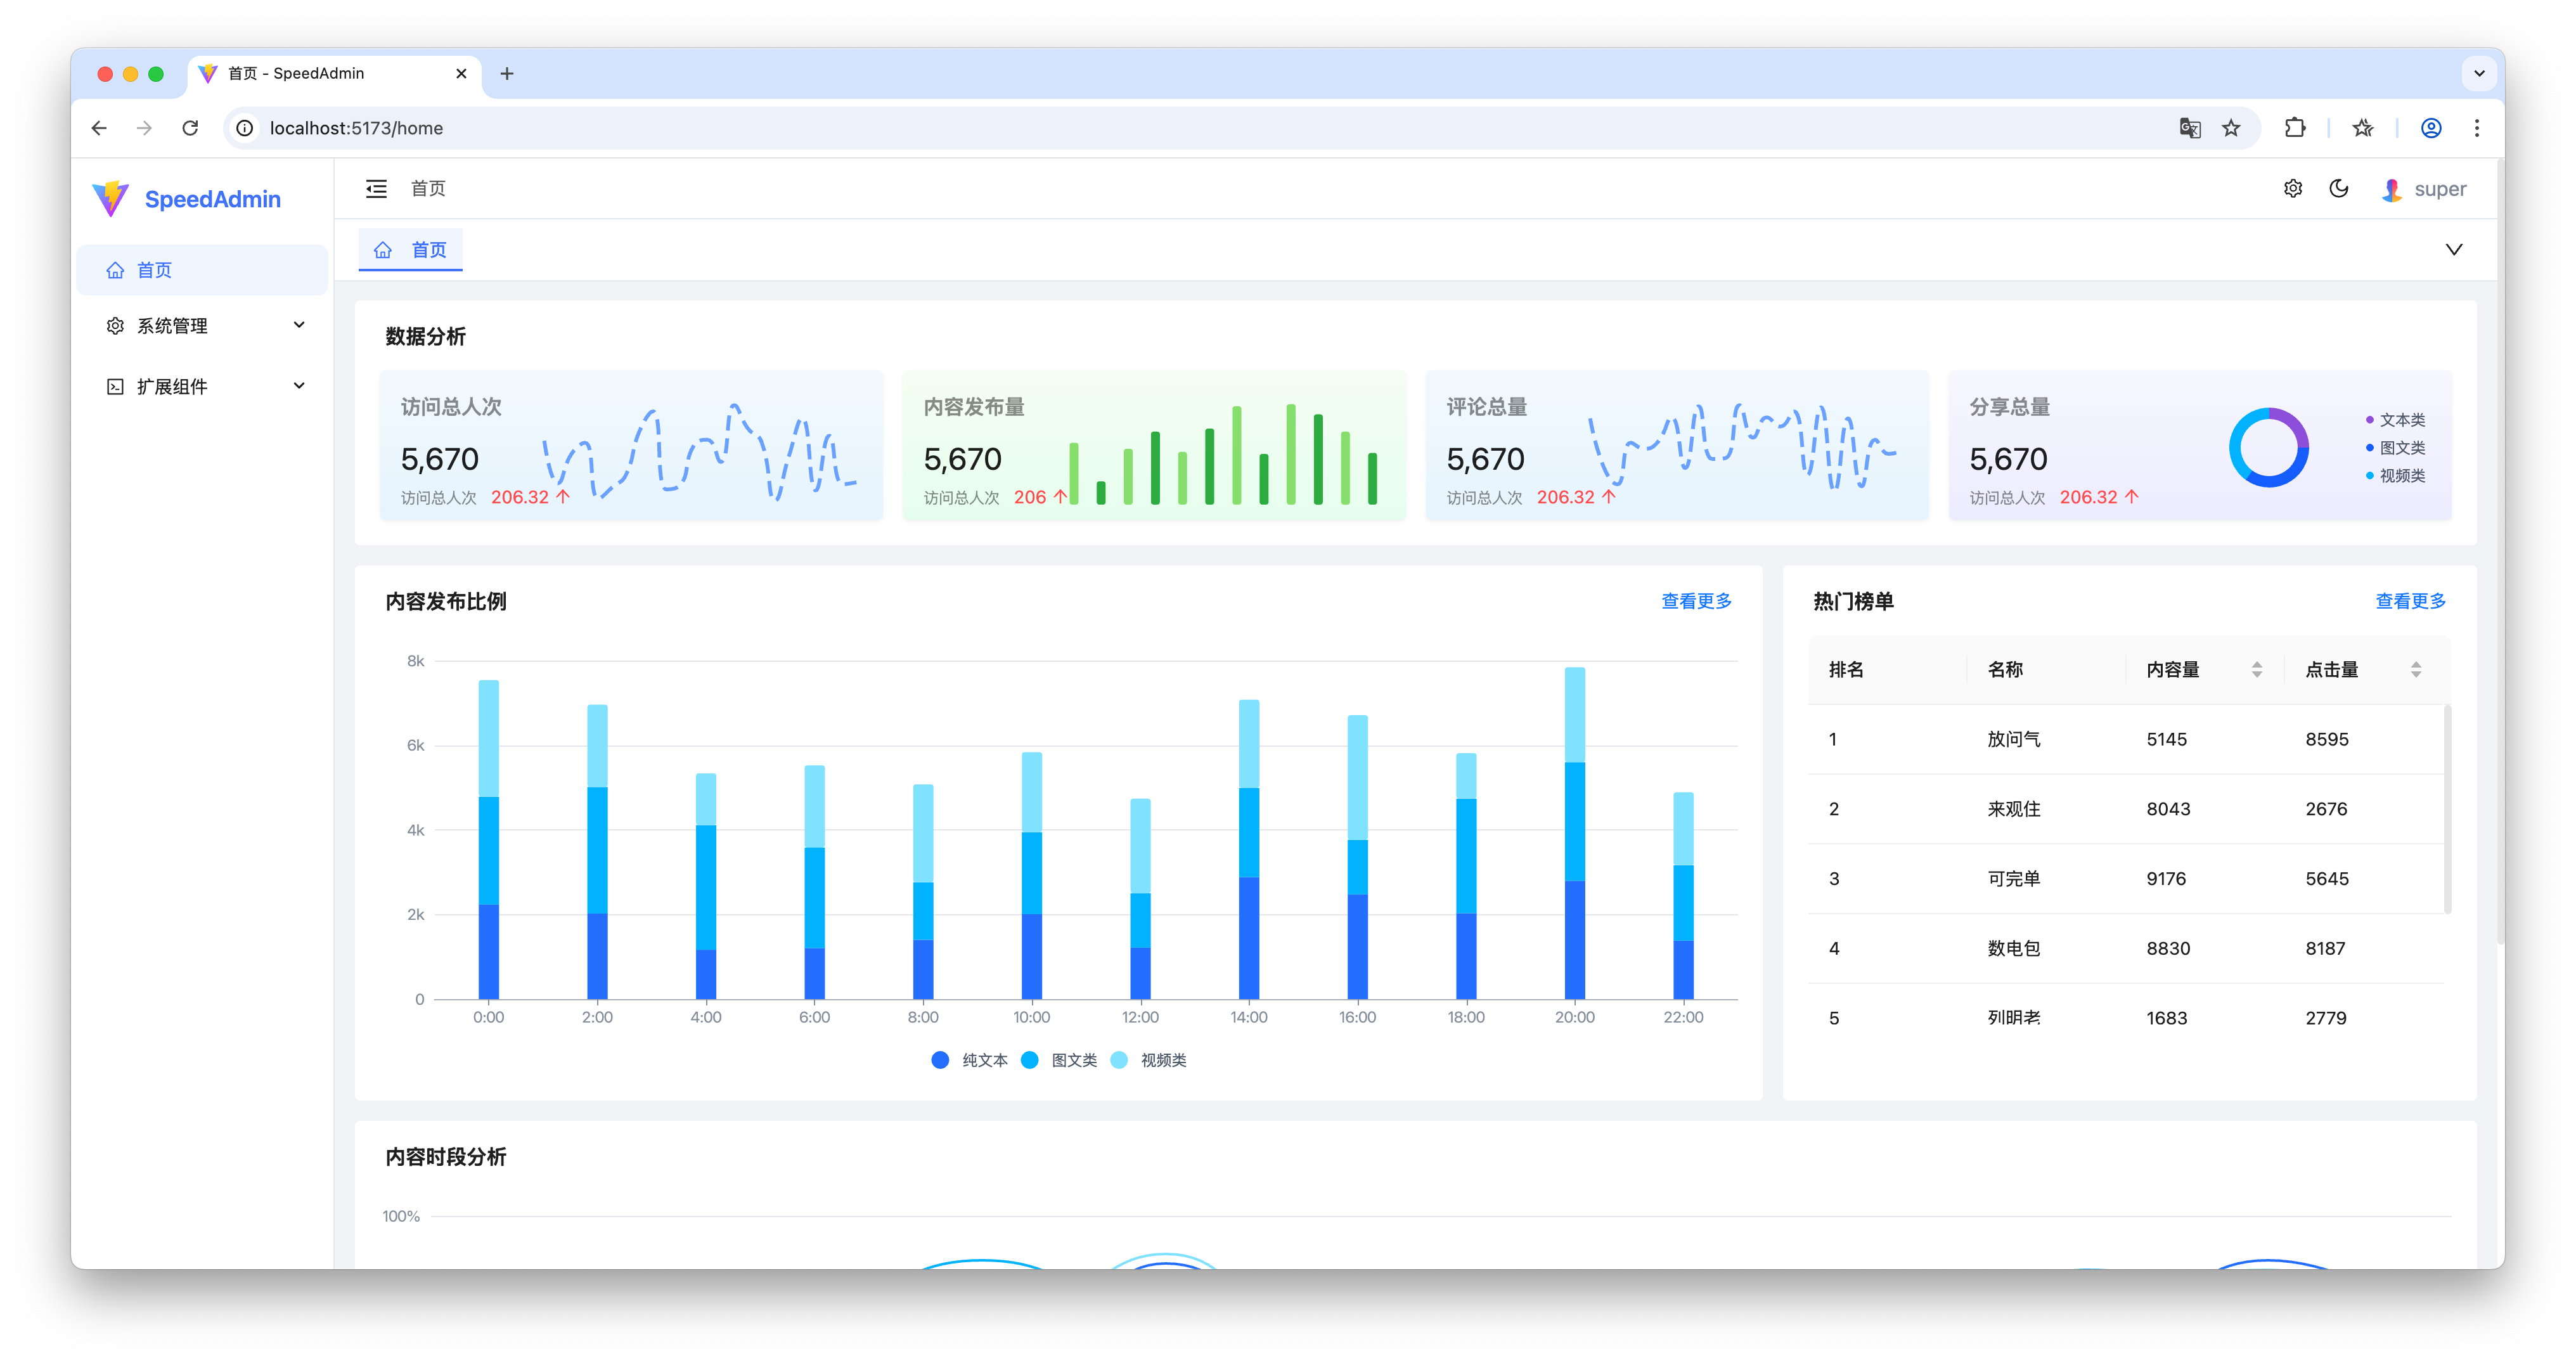 首页 - SpeedAdmin
localhost:5173/home
SpeedAdmin
首页
super
首页
首页
系统管理
扩展组件
数据分析
访问总人次
5,670
访问总人次 206.32
内容发布量
5,670
访问总人次 206
评论总量
5,670
访问总人次 206.32
分享总量
5,670
访问总人次 206.32
文本类
图文类
视频类
内容发布比例 查看更多
8k
6k
4k
2k
0
0:00 2:00 4:00 6:00 8:00 10:00 12:00 14:00 16:00 18:00 20:00 22:00
纯文本 图文类 视频类
热门榜单 查看更多
排名 名称 内容量 点击量
1 放问气 5145 8595
2 来观住 8043 2676
3 可完单 9176 5645
4 数电包 8830 8187
5 列明老 1683 2779
内容时段分析
100%